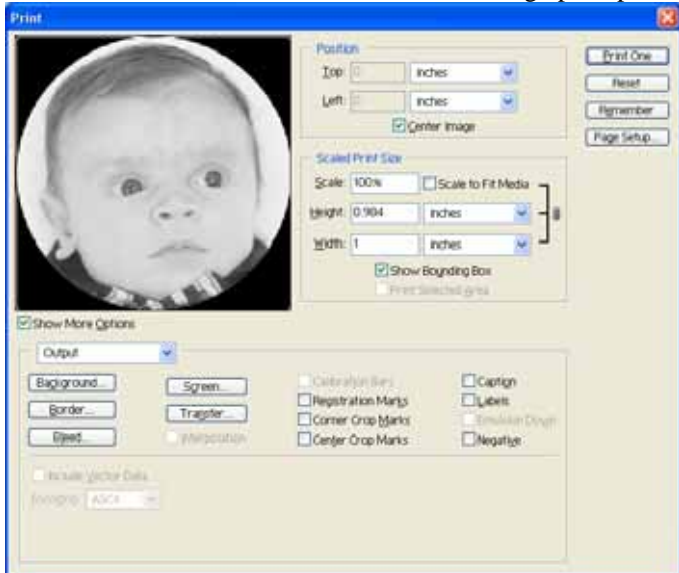 Print
Position
Top: 0 inches
Left: 0 inches
Center Image
Scaled Print Size
Scale: 100% Scale to Fit Media
Height: 0.984 inches
Width: 1 inches
Show Bounding Box
Print Selected Area
Print One
Reset
Remember
Page Setup...
Show More Options
Output
Background...
Border...
Bleed...
Screen...
Transfer...
Interpolation
Calibration Bars
Registration Marks
Corner Crop Marks
Center Crop Marks
Caption
Labels
Emulsion Down
Negative
Include Vector Data
Encoding: ASCII